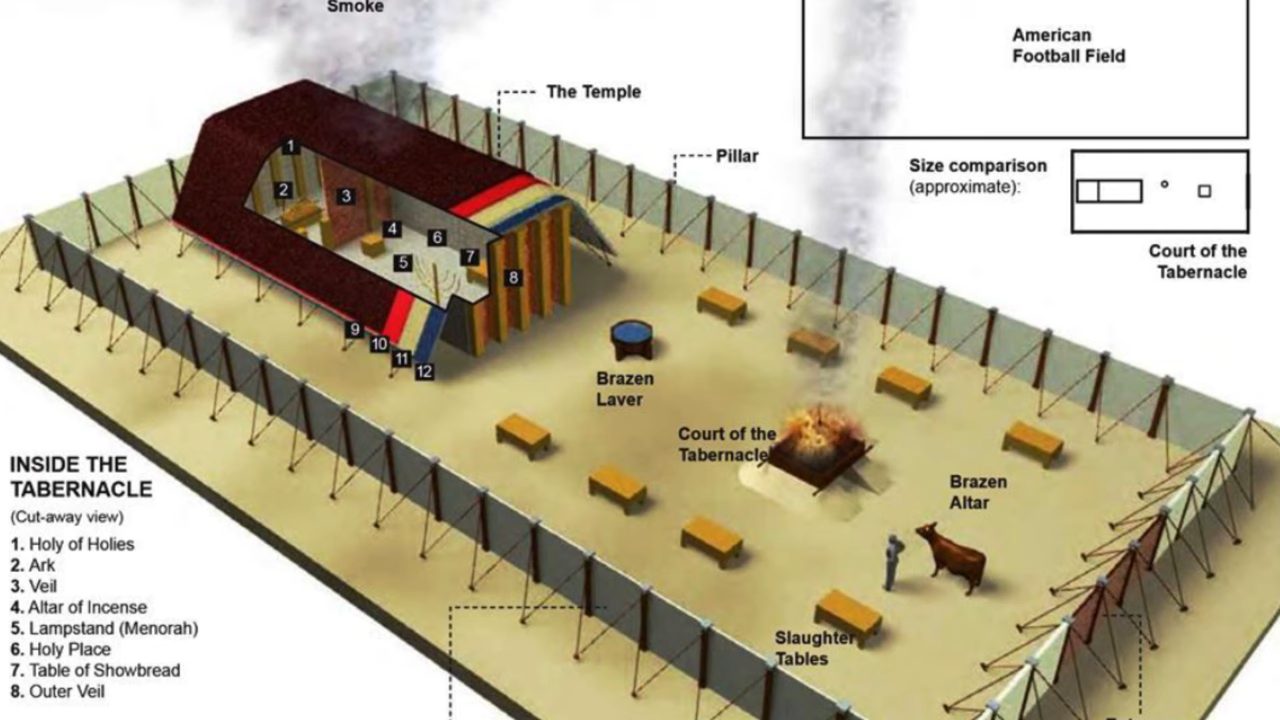 Smoke
American
Football Field
The Temple
Pillar
Size comparison
(approximate):
Court of the
Tabernacle
1
2
3
4
5
6
7
8
9
10
11
12
Brazen
Laver
Court of the
Tabernacle
Brazen
Altar
Slaughter
Tables
INSIDE THE
TABERNACLE
(Cut-away view)
1. Holy of Holies
2. Ark
3. Veil
4. Altar of Incense
5. Lampstand (Menorah)
6. Holy Place
7. Table of Showbread
8. Outer Veil